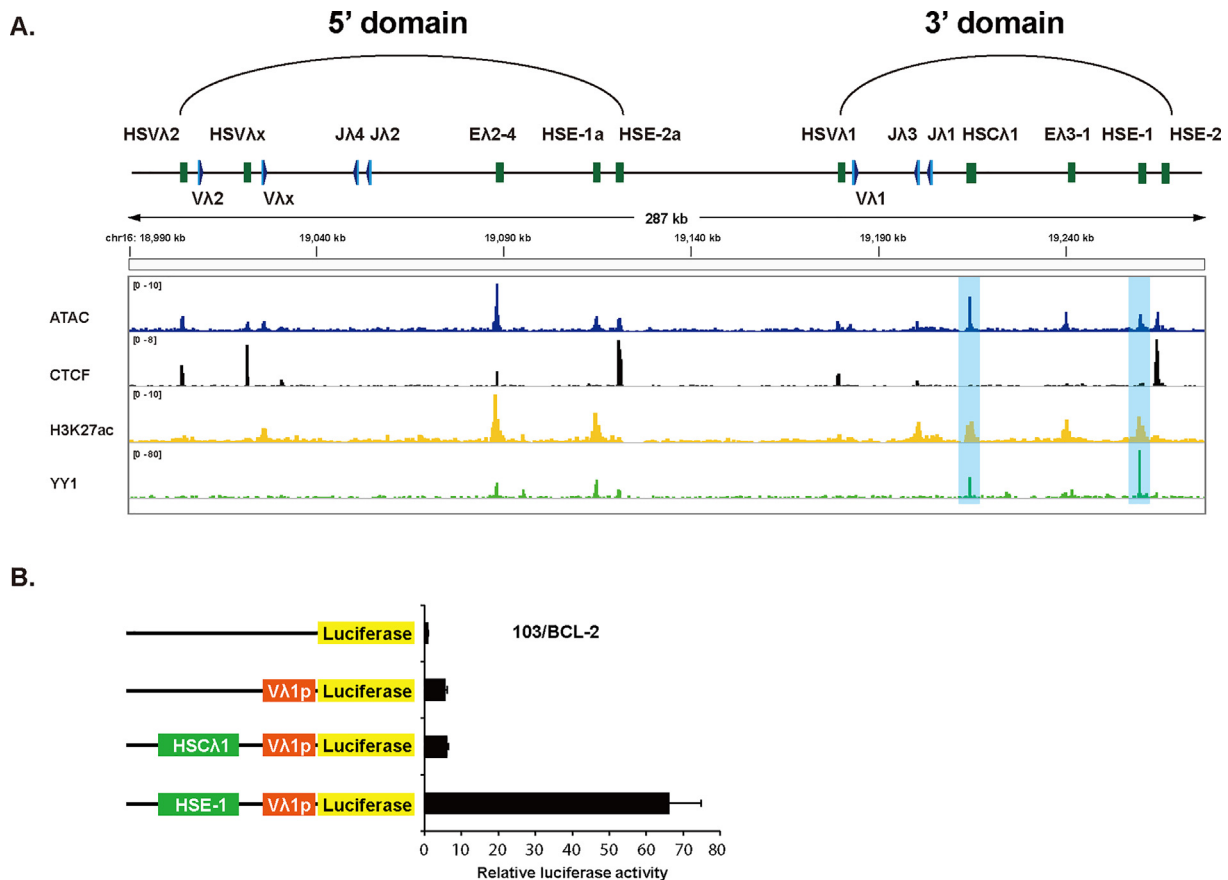 A.
5’ domain
3’ domain
HSVλ2 HSVλx Jλ4 Jλ2 Eλ2-4 HSE-1a HSE-2a HSVλ1 Jλ3 Jλ1 HSCλ1 Eλ3-1 HSE-1 HSE-2
Vλ2 Vλx Vλ1
287 kb
chr16: 18,990 kb 19,040 kb 19,090 kb 19,140 kb 19,190 kb 19,240 kb
[0 - 10]
ATAC
[0 - 8]
CTCF
[0 - 10]
H3K27ac
[0 - 80]
YY1
B.
Luciferase 103/BCL-2
Vλ1p Luciferase
HSCλ1 Vλ1p Luciferase
HSE-1 Vλ1p Luciferase
0 10 20 30 40 50 60 70 80
Relative luciferase activity